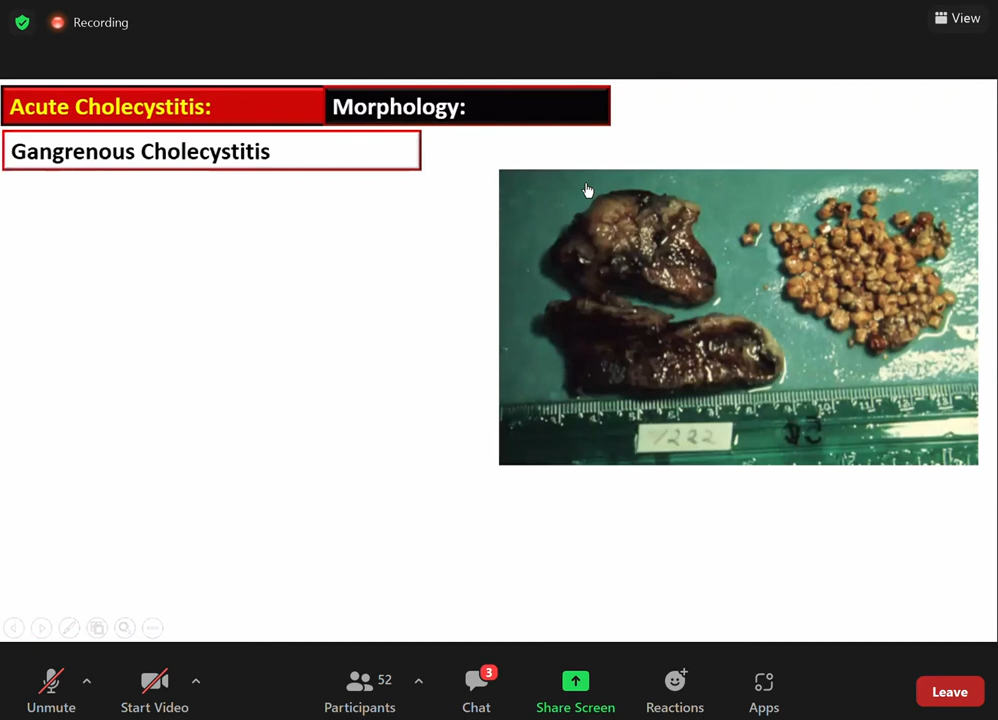 Recording
View
Acute Cholecystitis:
Morphology:
Gangrenous Cholecystitis
Unmute
Start Video
52
Participants
3
Chat
Share Screen
Reactions
Apps
Leave